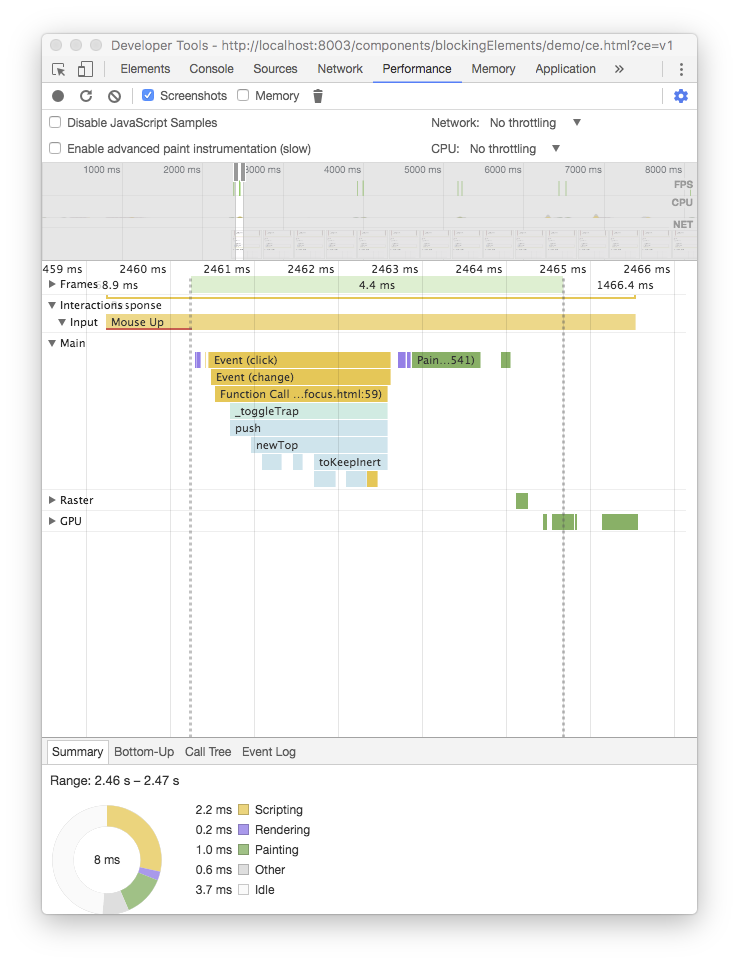 Developer Tools - http://localhost:8003/components/blockingElements/demo/ce.html?ce=v1
Elements Console Sources Network Performance Memory Application »
Screenshots Memory
Disable JavaScript Samples Network: No throttling
Enable advanced paint instrumentation (slow) CPU: No throttling
1000 ms 2000 ms 3000 ms 4000 ms 5000 ms 6000 ms 7000 ms 8000 ms
FPS
CPU
NET
459 ms 2460 ms 2461 ms 2462 ms 2463 ms 2464 ms 2465 ms 2466 ms
Frames 8.9 ms 4.4 ms 1466.4 ms
Interactions sponse
Input Mouse Up
Main
Event (click) Pain...541)
Event (change)
Function Call ...focus.html:59)
_toggleTrap
push
newTop
toKeepInert
Raster
GPU
Summary Bottom-Up Call Tree Event Log
Range: 2.46 s – 2.47 s
2.2 ms Scripting
0.2 ms Rendering
1.0 ms Painting
8 ms
0.6 ms Other
3.7 ms Idle